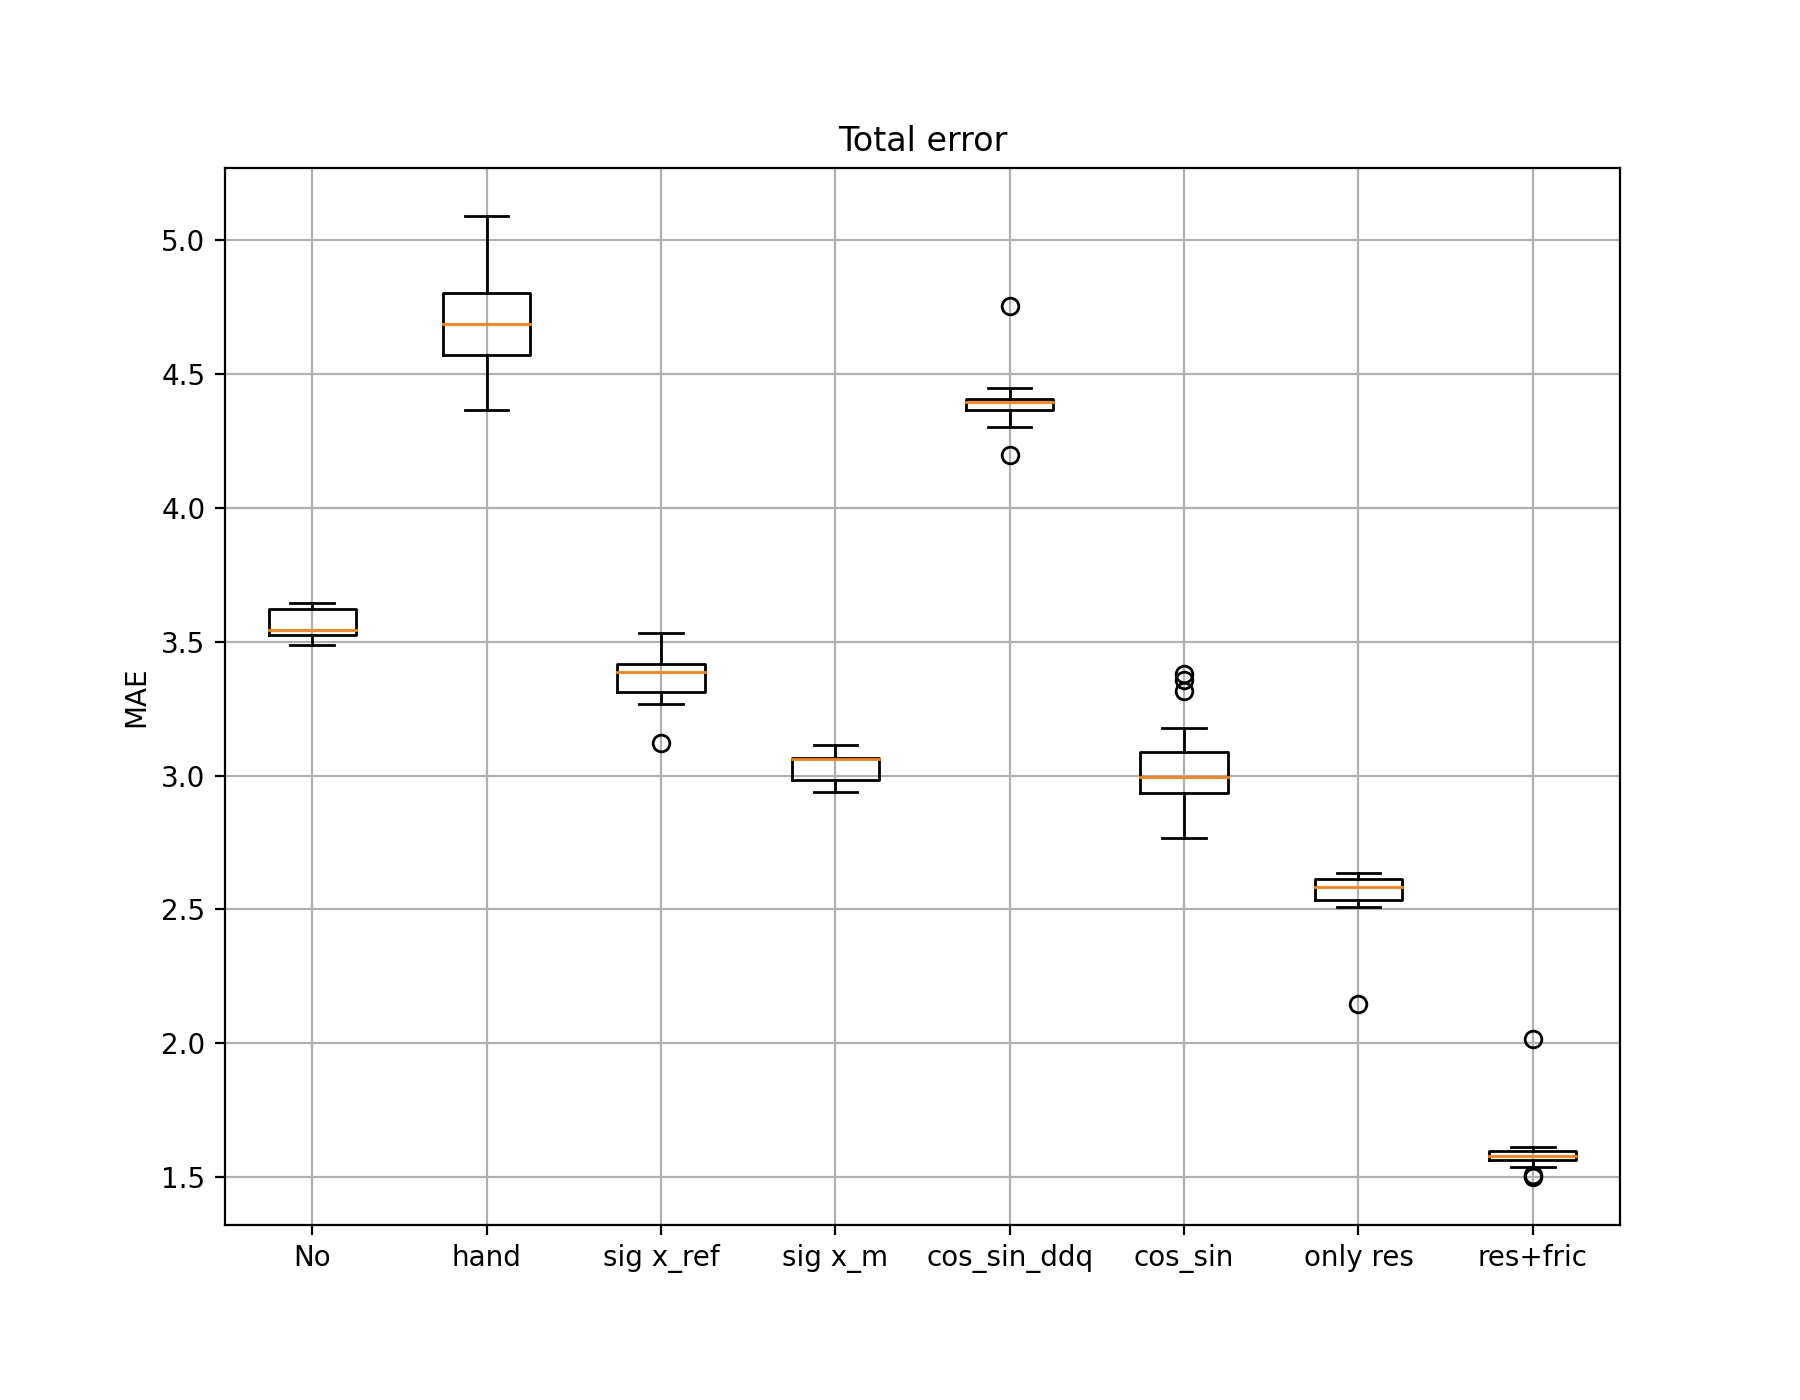 Total error
MAE
5.0
4.5
4.0
3.5
3.0
2.5
2.0
1.5
No hand sig x_ref sig x_m cos_sin_ddq cos_sin only res res+fric